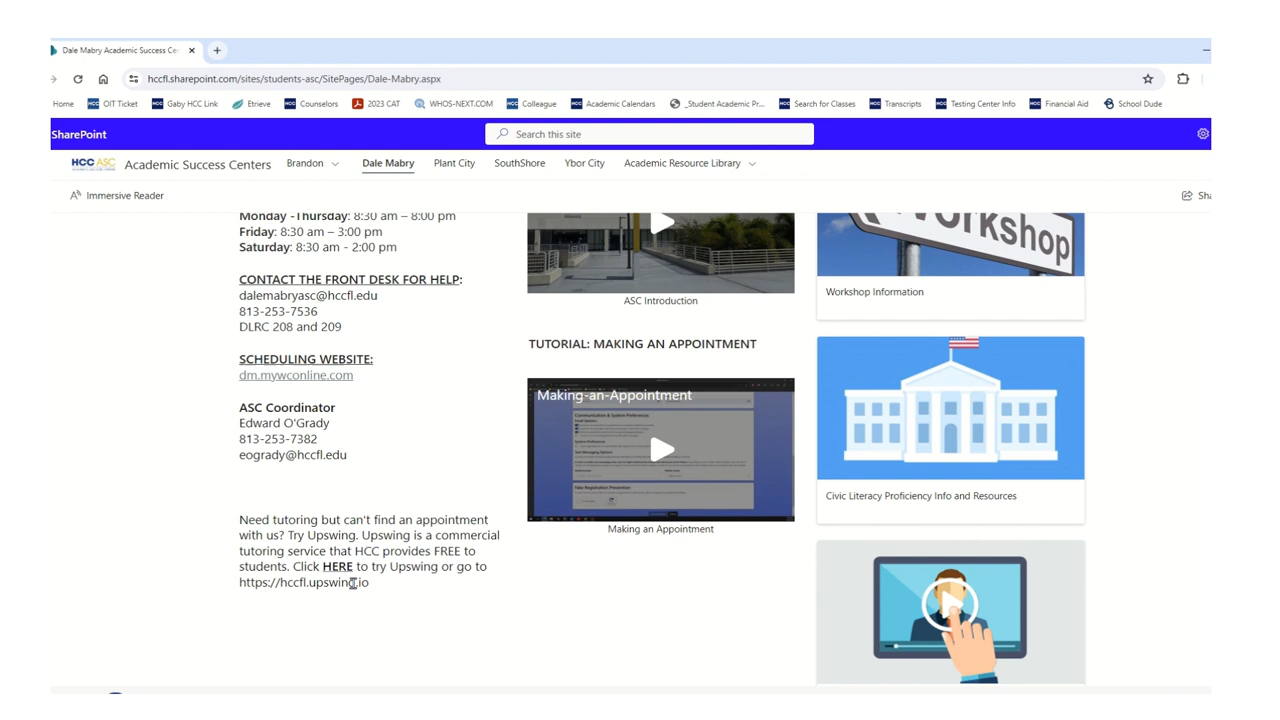 Dale Mabry Academic Success Ce
hccfl.sharepoint.com/sites/students-asc/SitePages/Dale-Mabry.aspx
Home OIT Ticket Gaby HCC Link Etrieve Counselors 2023 CAT WHOS-NEXT.COM Colleague Academic Calendars _Student Academic Pr... Search for Classes Transcripts Testing Center Info Financial Aid School Dude
SharePoint
Search this site
HCC ASC Academic Success Centers Brandon Dale Mabry Plant City SouthShore Ybor City Academic Resource Library
Immersive Reader
Sha
Monday -Thursday: 8:30 am – 8:00 pm
Friday: 8:30 am – 3:00 pm
Saturday: 8:30 am - 2:00 pm
CONTACT THE FRONT DESK FOR HELP:
dalemabryasc@hccfl.edu
813-253-7536
DLRC 208 and 209
SCHEDULING WEBSITE:
dm.mywconline.com
ASC Coordinator
Edward O'Grady
813-253-7382
eogrady@hccfl.edu
Need tutoring but can't find an appointment
with us? Try Upswing. Upswing is a commercial
tutoring service that HCC provides FREE to
students. Click HERE to try Upswing or go to
https://hccfl.upswing.io
ASC Introduction
TUTORIAL: MAKING AN APPOINTMENT
Making-an-Appointment
Communication & System Preferences
Making an Appointment
Workshop
Workshop Information
Civic Literacy Proficiency Info and Resources